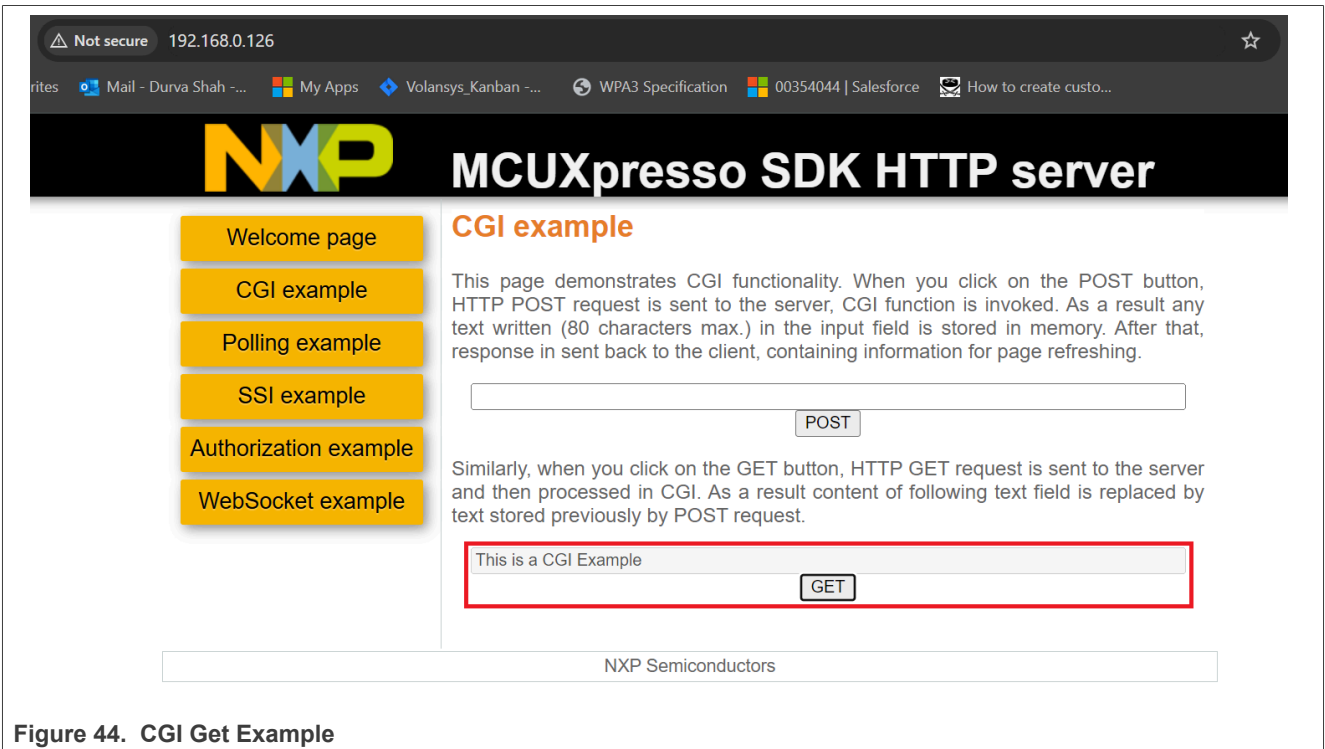 Not secure 192.168.0.126
rites Mail - Durva Shah -... My Apps Volansys_Kanban -... WPA3 Specification 00354044 | Salesforce How to create custo...
NXP MCUXpresso SDK HTTP server
Welcome page
CGI example
Polling example
SSI example
Authorization example
WebSocket example
CGI example
This page demonstrates CGI functionality. When you click on the POST button,
HTTP POST request is sent to the server, CGI function is invoked. As a result any
text written (80 characters max.) in the input field is stored in memory. After that,
response in sent back to the client, containing information for page refreshing.
POST
Similarly, when you click on the GET button, HTTP GET request is sent to the server
and then processed in CGI. As a result content of following text field is replaced by
text stored previously by POST request.
This is a CGI Example
GET
NXP Semiconductors
Figure 44. CGI Get Example